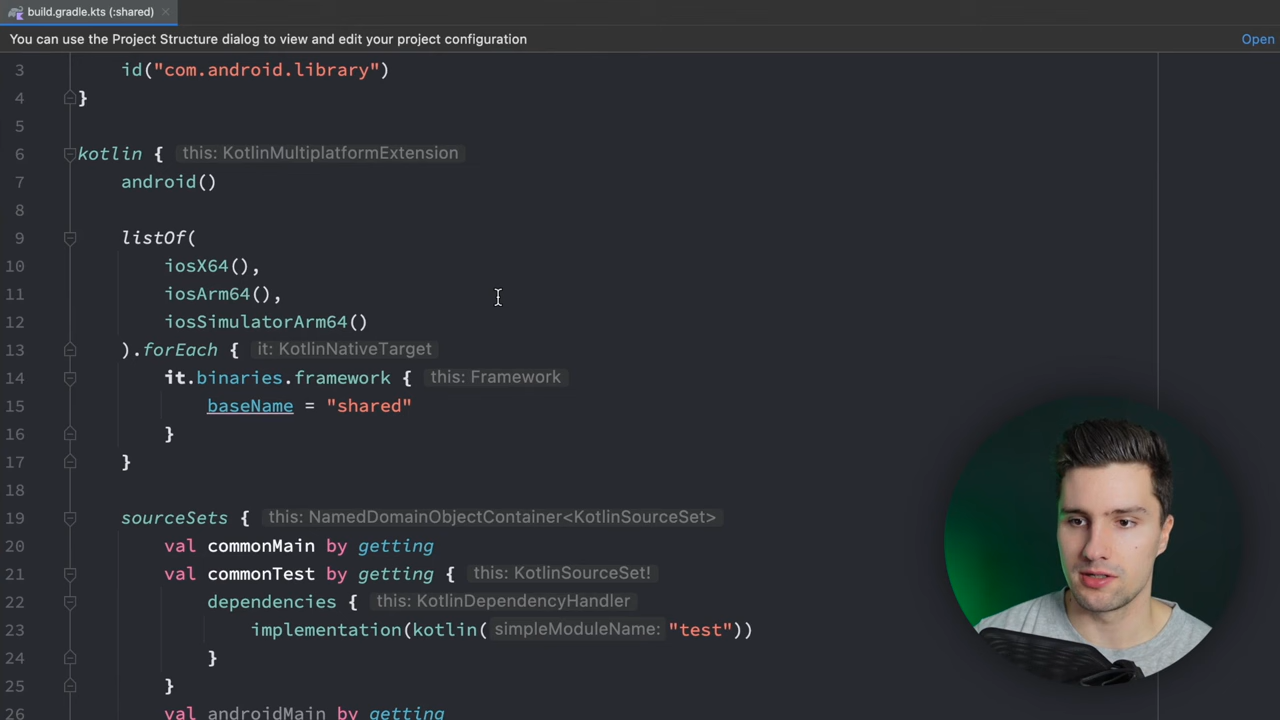 build.gradle.kts (:shared)
You can use the Project Structure dialog to view and edit your project configuration Open
3 id("com.android.library")
4 }
5
6 kotlin { this: KotlinMultiplatformExtension
7 android()
8
9 listOf(
10 iosX64(),
11 iosArm64(),
12 iosSimulatorArm64()
13 ).forEach { it: KotlinNativeTarget
14 it.binaries.framework { this: Framework
15 baseName = "shared"
16 }
17 }
18
19 sourceSets { this: NamedDomainObjectContainer<KotlinSourceSet>
20 val commonMain by getting
21 val commonTest by getting { this: KotlinSourceSet!
22 dependencies { this: KotlinDependencyHandler
23 implementation(kotlin( simpleModuleName: "test"))
24 }
25 }
26 val androidMain by getting